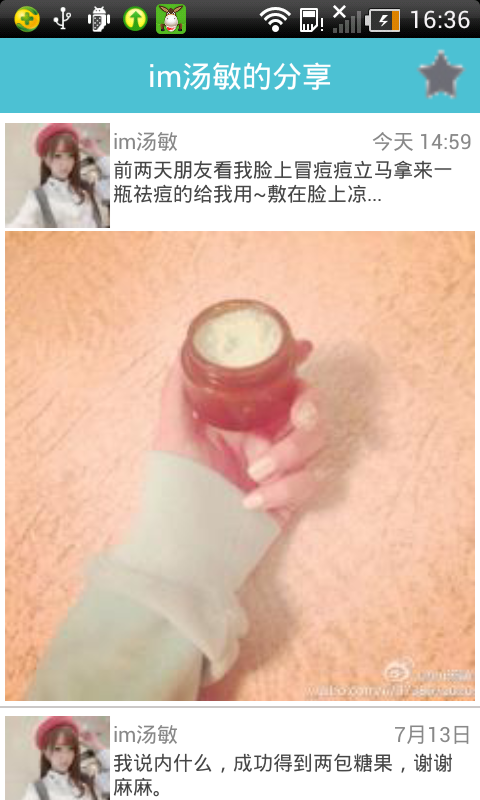 16:36
im汤敏的分享
im汤敏
今天 14:59
前两天朋友看我脸上冒痘痘立马拿来一
瓶祛痘的给我用~敷在脸上凉...
im汤敏
7月13日
我说内什么，成功得到两包糖果，谢谢
麻麻。